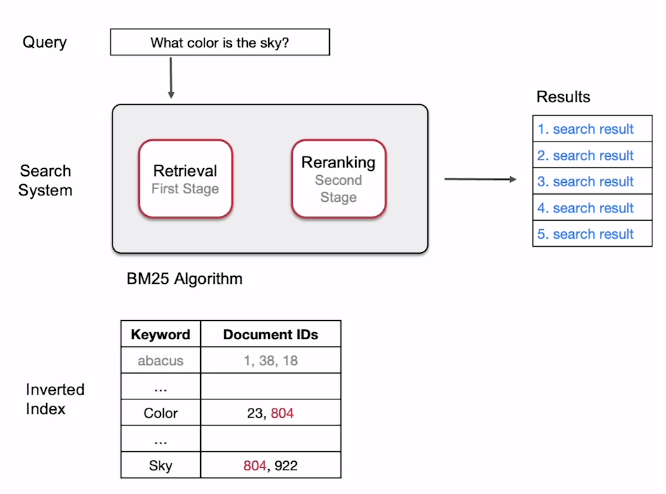 Query
What color is the sky?
Results
1. search result
2. search result
3. search result
4. search result
5. search result
Search
System
Retrieval
First Stage
Reranking
Second
Stage
BM25 Algorithm
Inverted
Index
Keyword Document IDs
abacus 1, 38, 18
...
Color 23, 804
...
Sky 804, 922